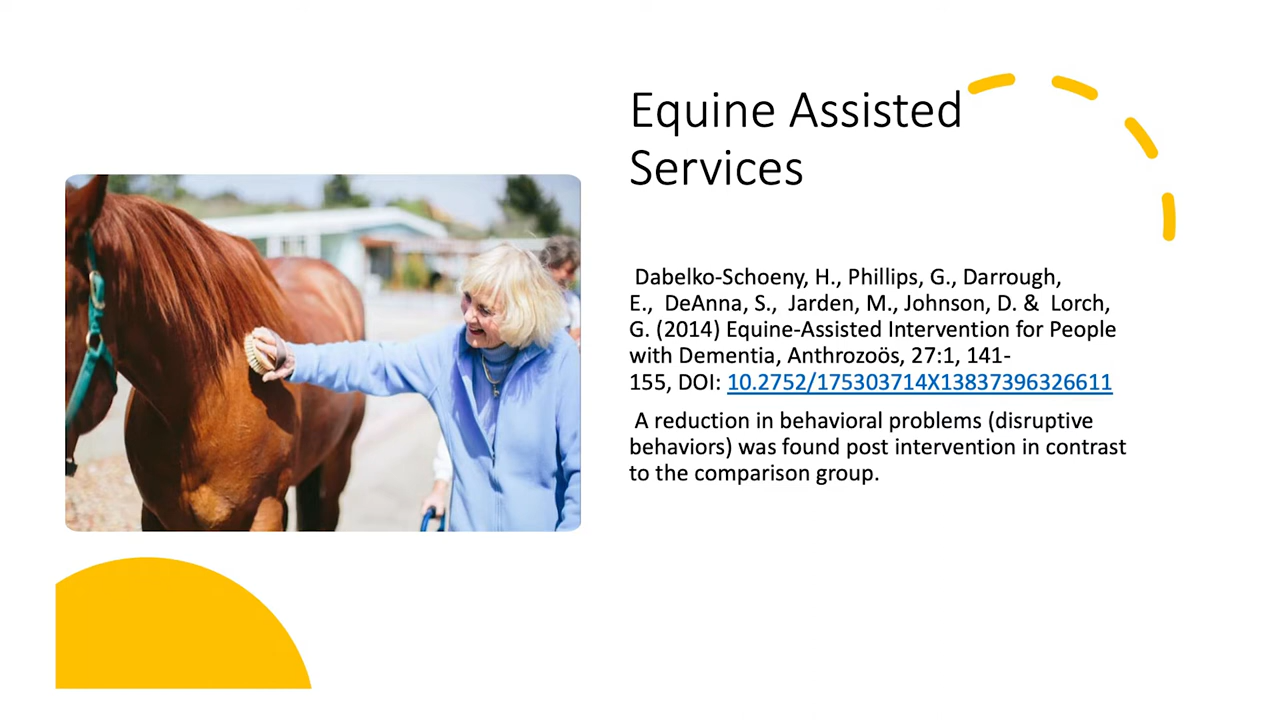 Equine Assisted
Services
Dabelko-Schoeny, H., Phillips, G., Darrough,
E., DeAnna, S., Jarden, M., Johnson, D. & Lorch,
G. (2014) Equine-Assisted Intervention for People
with Dementia, Anthrozoös, 27:1, 141-
155, DOI: 10.2752/175303714X13837396326611
A reduction in behavioral problems (disruptive
behaviors) was found post intervention in contrast
to the comparison group.